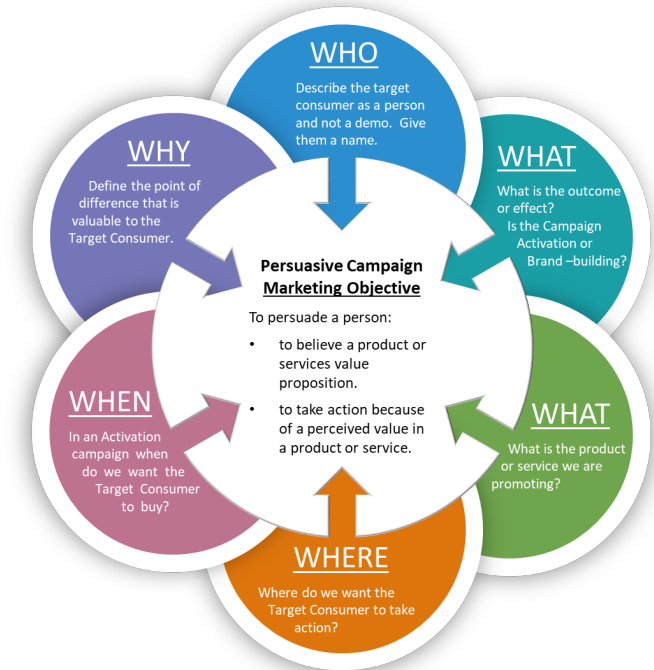 WHO
Describe the target
consumer as a person
and not a demo.  Give
them a name.
WHAT
What is the outcome
or effect?
Is the Campaign
Activation or
Brand –building?
WHAT
What is the product
or service we are
promoting?
WHERE
Where do we want the
Target Consumer to take
action?
WHEN
In an Activation
campaign when
do we want the
Target Consumer
to buy?
WHY
Define the point of
difference that is
valuable to the
Target Consumer.
Persuasive Campaign
Marketing Objective
To persuade a person:
• to believe a product or
services value
proposition.
• to take action because
of a perceived value in
a product or service.